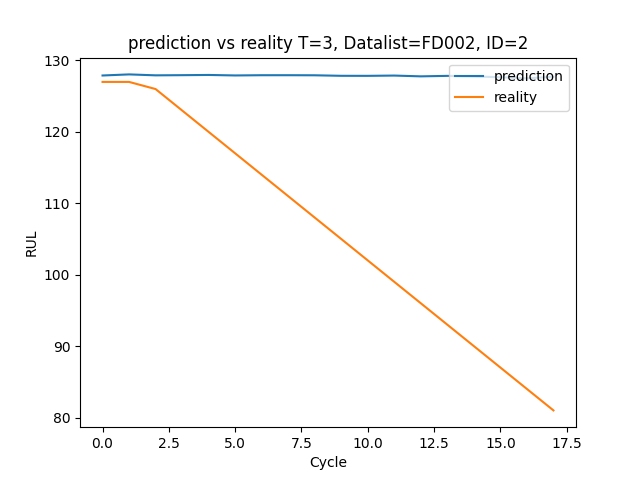 prediction vs reality T=3, Datalist=FD002, ID=2
130
120
110
100
90
80
RUL
prediction
reality
0.0 2.5 5.0 7.5 10.0 12.5 15.0 17.5
Cycle